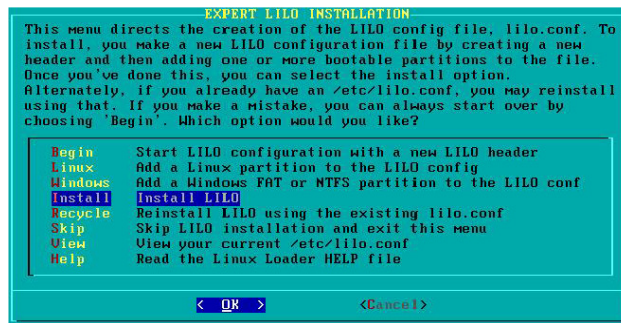 EXPERT LILO INSTALLATION
This menu directs the creation of the LILO config file, lilo.conf. To
install, you make a new LILO configuration file by creating a new
header and then adding one or more bootable partitions to the file.
Once you've done this, you can select the install option.
Alternately, if you already have an /etc/lilo.conf, you may reinstall
using that. If you make a mistake, you can always start over by
choosing 'Begin'. Which option would you like?
Begin Start LILO configuration with a new LILO header
Linux Add a Linux partition to the LILO config
Windows Add a Windows FAT or NTFS partition to the LILO conf
Install Install LILO
Recycle Reinstall LILO using the existing lilo.conf
Skip Skip LILO installation and exit this menu
View View your current /etc/lilo.conf
Help Read the Linux Loader HELP file
< OK > <Cancel>